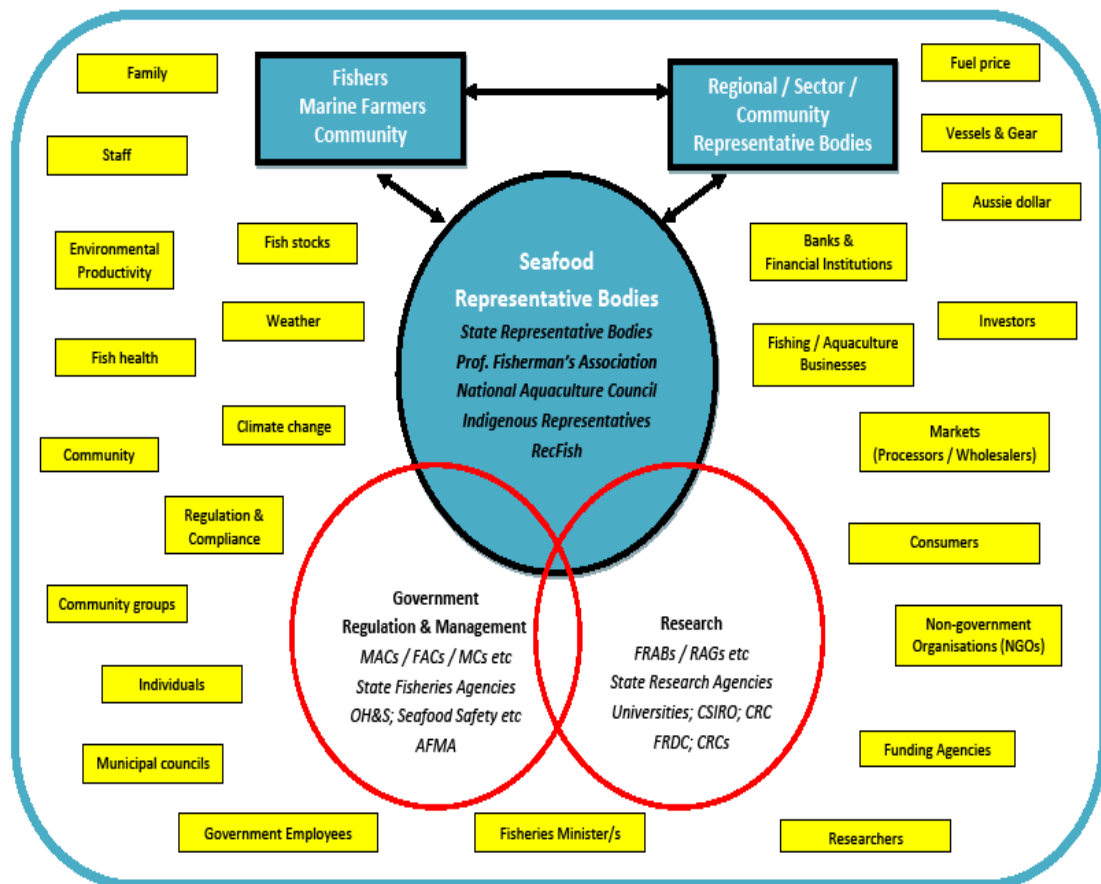 Family
Fishers
Marine Farmers
Community
Regional / Sector /
Community
Representative Bodies
Fuel price
Vessels & Gear
Staff
Aussie dollar
Environmental
Productivity
Fish stocks
Banks &
Financial Institutions
Seafood
Representative Bodies
State Representative Bodies
Prof. Fisherman's Association
National Aquaculture Council
Indigenous Representatives
RecFish
Weather
Investors
Fish health
Fishing / Aquaculture
Businesses
Climate change
Community
Markets
(Processors / Wholesalers)
Regulation &
Compliance
Consumers
Community groups
Government
Regulation & Management
MACs / FACs / MCs etc
State Fisheries Agencies
OH&S; Seafood Safety etc
AFMA
Research
FRABs / RAGs etc
State Research Agencies
Universities; CSIRO; CRC
FRDC; CRCs
Non-government
Organisations (NGOs)
Individuals
Municipal councils
Funding Agencies
Government Employees
Fisheries Minister/s
Researchers